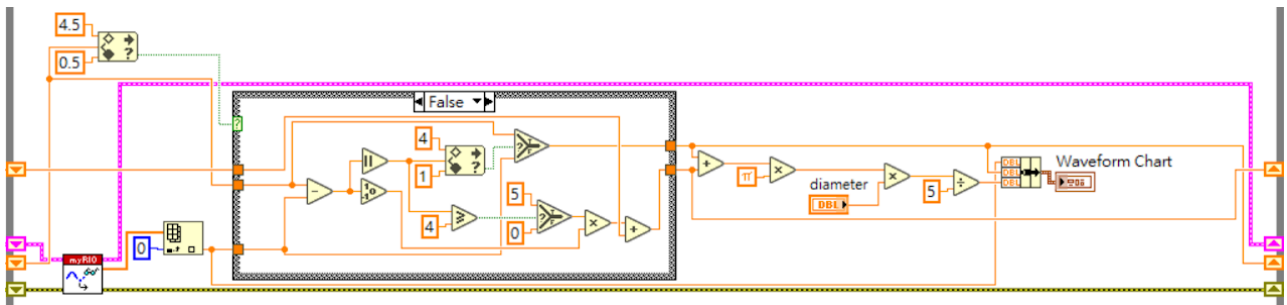 4.5
0.5
False
4
1
5
4
0
0
myRIO
π
diameter
DBL
5
DBL
DBL
DBL
Waveform Chart